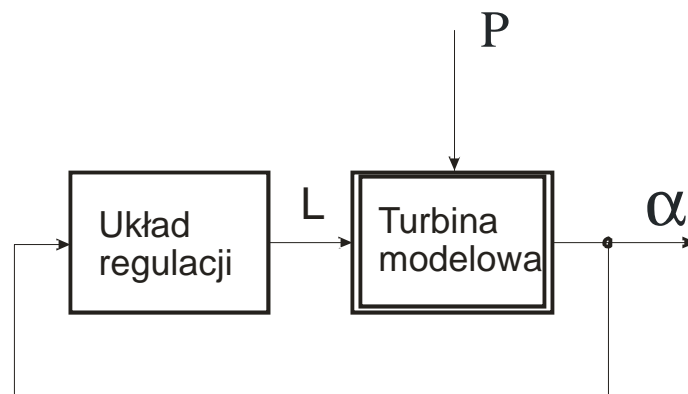 P
L
α
Układ
regulacji
Turbina
modelowa